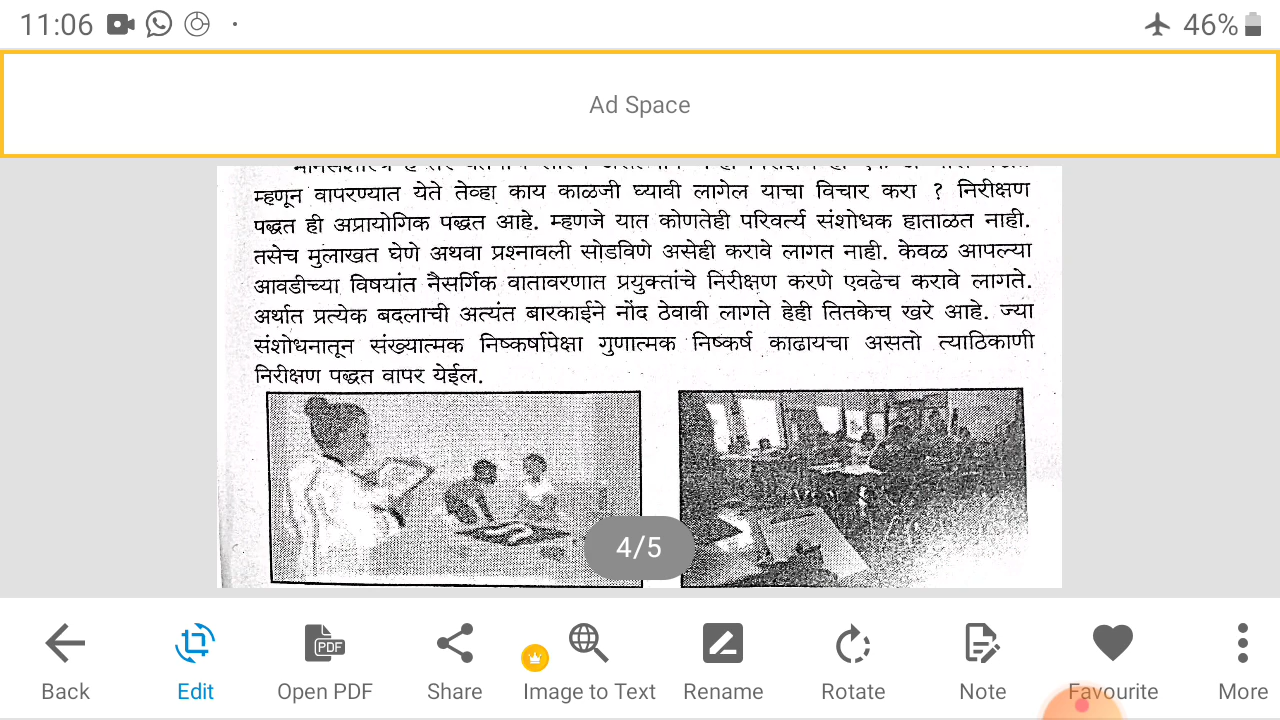 11:06
46%
Ad Space
म्हणून वापरण्यात येते तेव्हा काय काळजी घ्यावी लागेल याचा विचार करा ? निरीक्षण
पद्धत ही अप्रायोगिक पद्धत आहे. म्हणजे यात कोणतेही परिवर्त्य संशोधक हाताळत नाही.
तसेच मुलाखत घेणे अथवा प्रश्नावली सोडविणे असेही करावे लागत नाही. केवळ आपल्या
आवडीच्या विषयांत नैसर्गिक वातावरणात प्रयुक्तांचे निरीक्षण करणे एवढेच करावे लागते.
अर्थात प्रत्येक बदलाची अत्यंत बारकाईने नोंद ठेवावी लागते हेही तितकेच खरे आहे. ज्या
संशोधनातून संख्यात्मक निष्कर्षापेक्षा गुणात्मक निष्कर्ष काढायचा असतो त्याठिकाणी
निरीक्षण पद्धत वापर येईल.
4/5
PDF
Back Edit Open PDF Share Image to Text Rename Rotate Note Favourite More